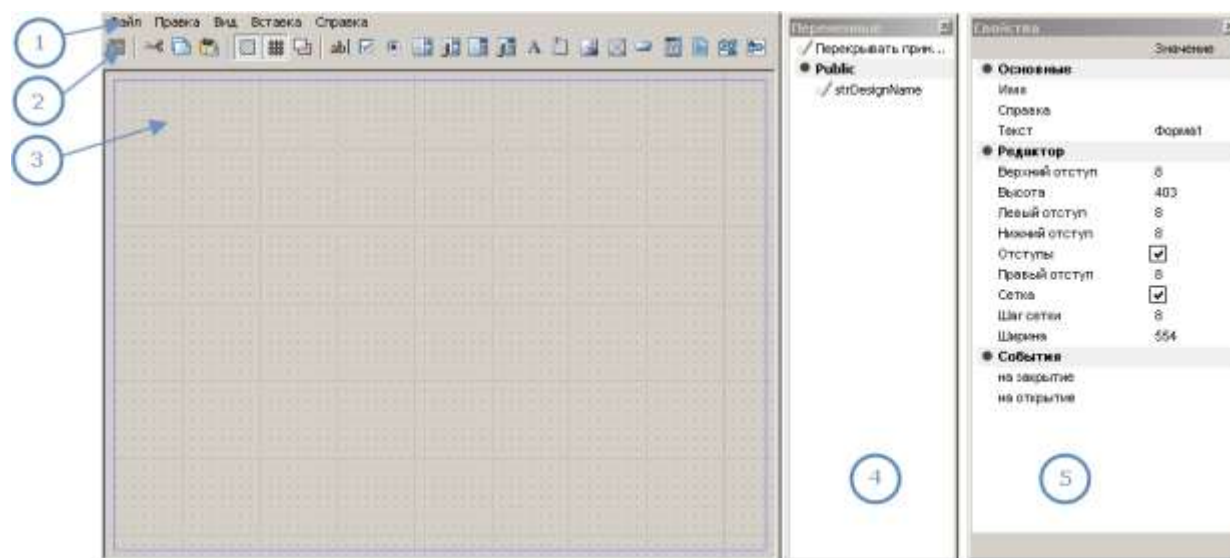 1
Файл Правка Вид Вставка Справка
abl
A
2
3
Переменные
Перекрывать прин...
Public
strDesignName
4
Свойства
Значение
Основные
Имя
Справка
Текст Форма1
Редактор
Верхний отступ 8
Высота 403
Левый отступ 8
Нижний отступ 8
Отступы
Правый отступ 8
Сетка
Шаг сетки 8
Ширина 554
События
на закрытие
на открытие
5